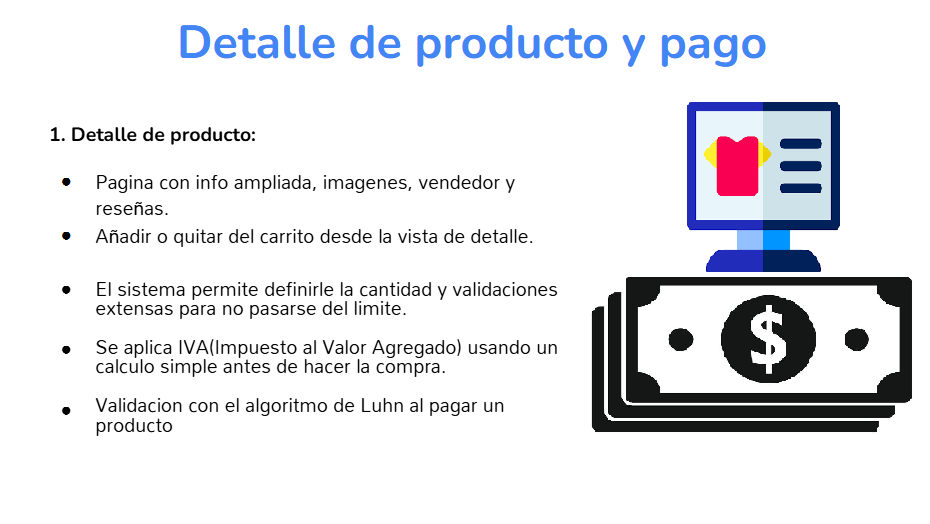 Detalle de producto y pago
1. Detalle de producto:
• Pagina con info ampliada, imagenes, vendedor y
reseñas.
• Añadir o quitar del carrito desde la vista de detalle.
• El sistema permite definirle la cantidad y validaciones
extensas para no pasarse del limite.
• Se aplica IVA(Impuesto al Valor Agregado) usando un
calculo simple antes de hacer la compra.
• Validacion con el algoritmo de Luhn al pagar un
producto
$